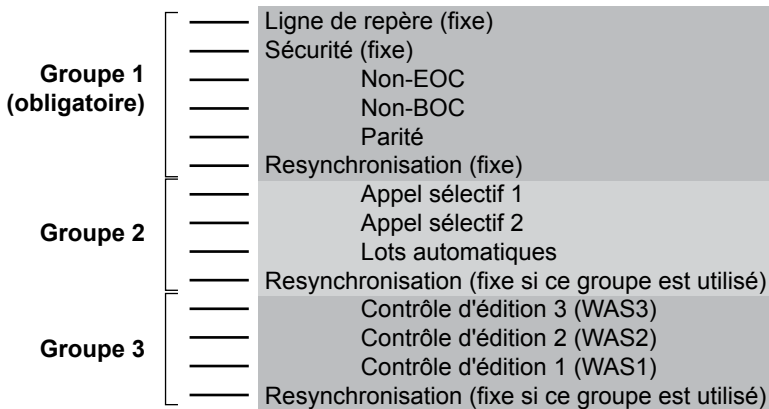 Groupe 1
(obligatoire)
Ligne de repère (fixe)
Sécurité (fixe)
Non-EOC
Non-BOC
Parité
Resynchronisation (fixe)
Groupe 2
Appel sélectif 1
Appel sélectif 2
Lots automatiques
Resynchronisation (fixe si ce groupe est utilisé)
Groupe 3
Contrôle d'édition 3 (WAS3)
Contrôle d'édition 2 (WAS2)
Contrôle d'édition 1 (WAS1)
Resynchronisation (fixe si ce groupe est utilisé)